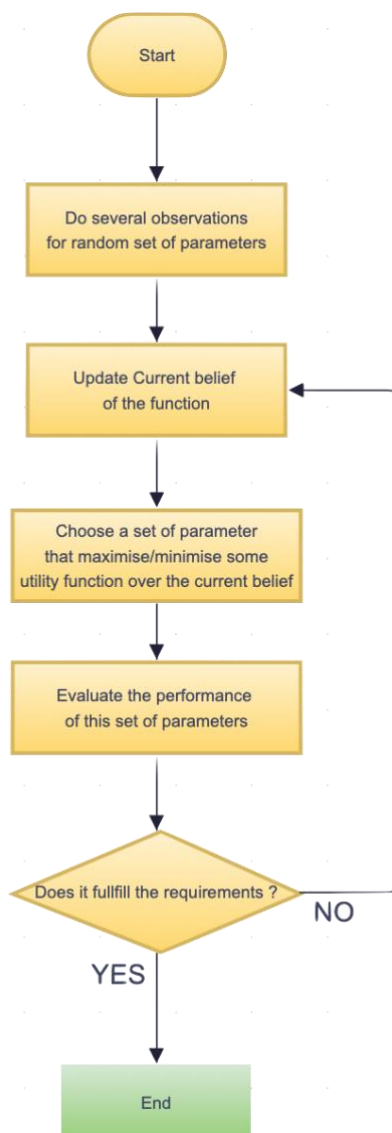 Start
Do several observations
for random set of parameters
Update Current belief
of the function
Choose a set of parameter
that maximise/minimise some
utility function over the current belief
Evaluate the performance
of this set of parameters
Does it fullfill the requirements ?
NO
YES
End